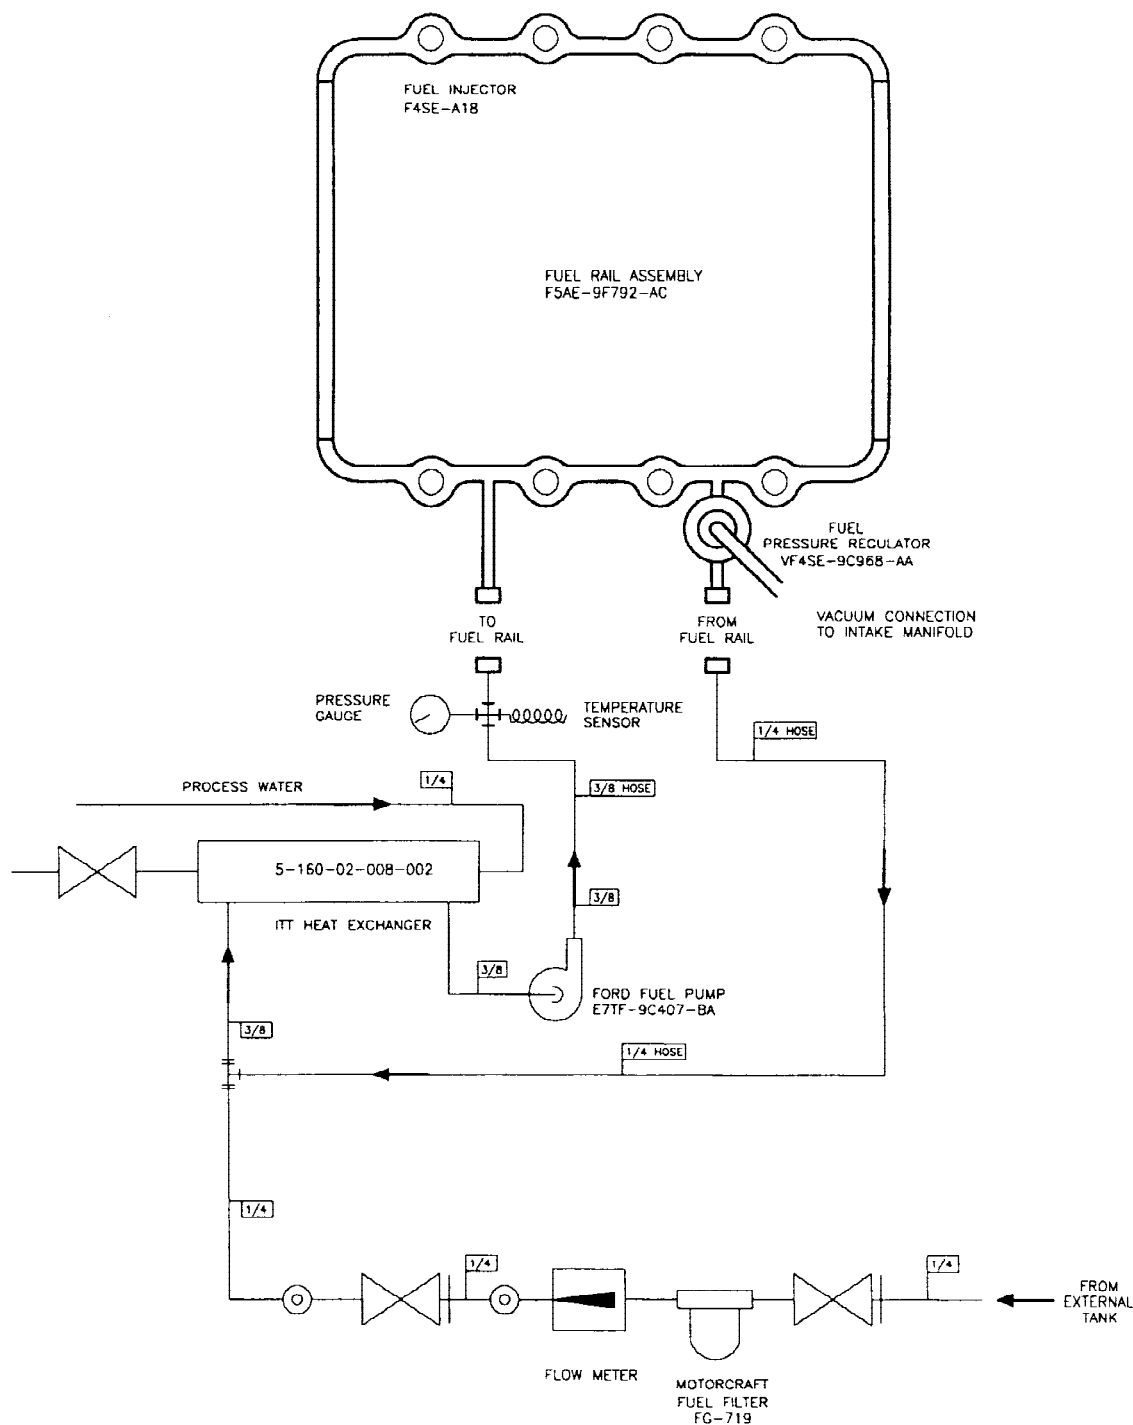 FUEL INJECTOR
F4SE-A18
FUEL RAIL ASSEMBLY
F5AE-9F792-AC
FUEL
PRESSURE REGULATOR
VF4SE-9C968-AA
TO
FUEL RAIL
FROM
FUEL RAIL
VACUUM CONNECTION
TO INTAKE MANIFOLD
PRESSURE
GAUGE
TEMPERATURE
SENSOR
1/4 HOSE
PROCESS WATER
1/4
3/8 HOSE
5-160-02-008-002
3/8
ITT HEAT EXCHANGER
3/8
FORD FUEL PUMP
E7TF-9C407-BA
3/8
1/4 HOSE
1/4
1/4
1/4
FROM
EXTERNAL
TANK
FLOW METER
MOTORCRAFT
FUEL FILTER
FG-719